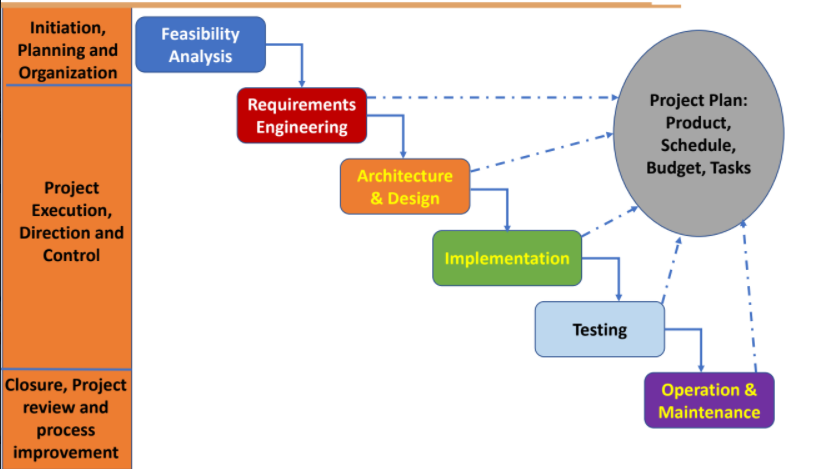 Initiation,
Planning and
Organization
Feasibility
Analysis
Requirements
Engineering
Project Plan:
Product,
Schedule,
Budget, Tasks
Architecture
& Design
Project
Execution,
Direction and
Control
Implementation
Testing
Closure, Project
review and
process
improvement
Operation &
Maintenance